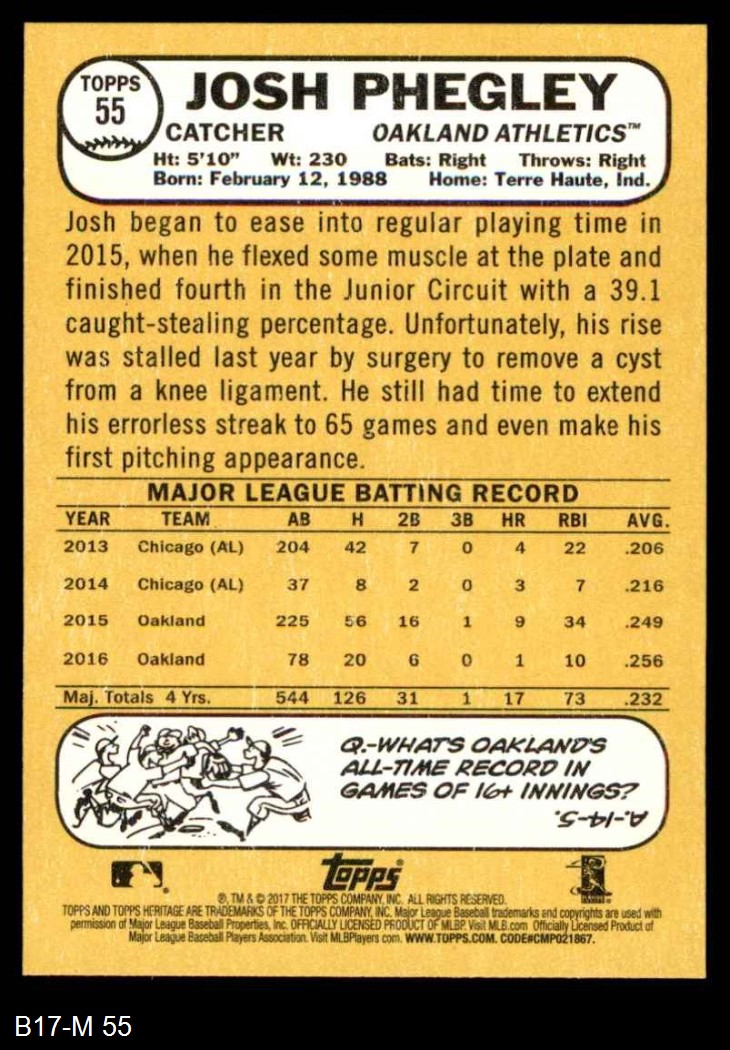 TOPPS
55
JOSH PHEGLEY
CATCHER OAKLAND ATHLETICS™
Ht: 5'10" Wt: 230 Bats: Right Throws: Right
Born: February 12, 1988 Home: Terre Haute, Ind.
Josh began to ease into regular playing time in
2015, when he flexed some muscle at the plate and
finished fourth in the Junior Circuit with a 39.1
caught-stealing percentage. Unfortunately, his rise
was stalled last year by surgery to remove a cyst
from a knee ligament. He still had time to extend
his errorless streak to 65 games and even make his
first pitching appearance.
MAJOR LEAGUE BATTING RECORD
YEAR TEAM AB H 2B 3B HR RBI AVG.
2013 Chicago (AL) 204 42 7 0 4 22 .206
2014 Chicago (AL) 37 8 2 0 3 7 .216
2015 Oakland 225 56 16 1 9 34 .249
2016 Oakland 78 20 6 0 1 10 .256
Maj. Totals 4 Yrs. 544 126 31 1 17 73 .232
Q.-WHAT'S OAKLAND'S
ALL-TIME RECORD IN
GAMES OF 16+ INNINGS?
A.-14-5.
topps®
®, TM & © 2017 THE TOPPS COMPANY, INC. ALL RIGHTS RESERVED.
TOPPS AND TOPPS HERITAGE ARE TRADEMARKS OF THE TOPPS COMPANY, INC. Major League Baseball trademarks and copyrights are used with
permission of Major League Baseball Properties, Inc. OFFICIALLY LICENSED PRODUCT OF MLBP. Visit MLB.com Officially Licensed Product of
Major League Baseball Players Association. Visit MLBPlayers com. WWW.TOPPS.COM. CODE#CMP021867.
B17-M 55